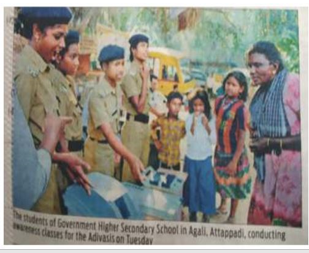 The students of Government Higher Secondary School in Agali, Attappadi, conducting
awareness classes for the Adivasis on Tuesday